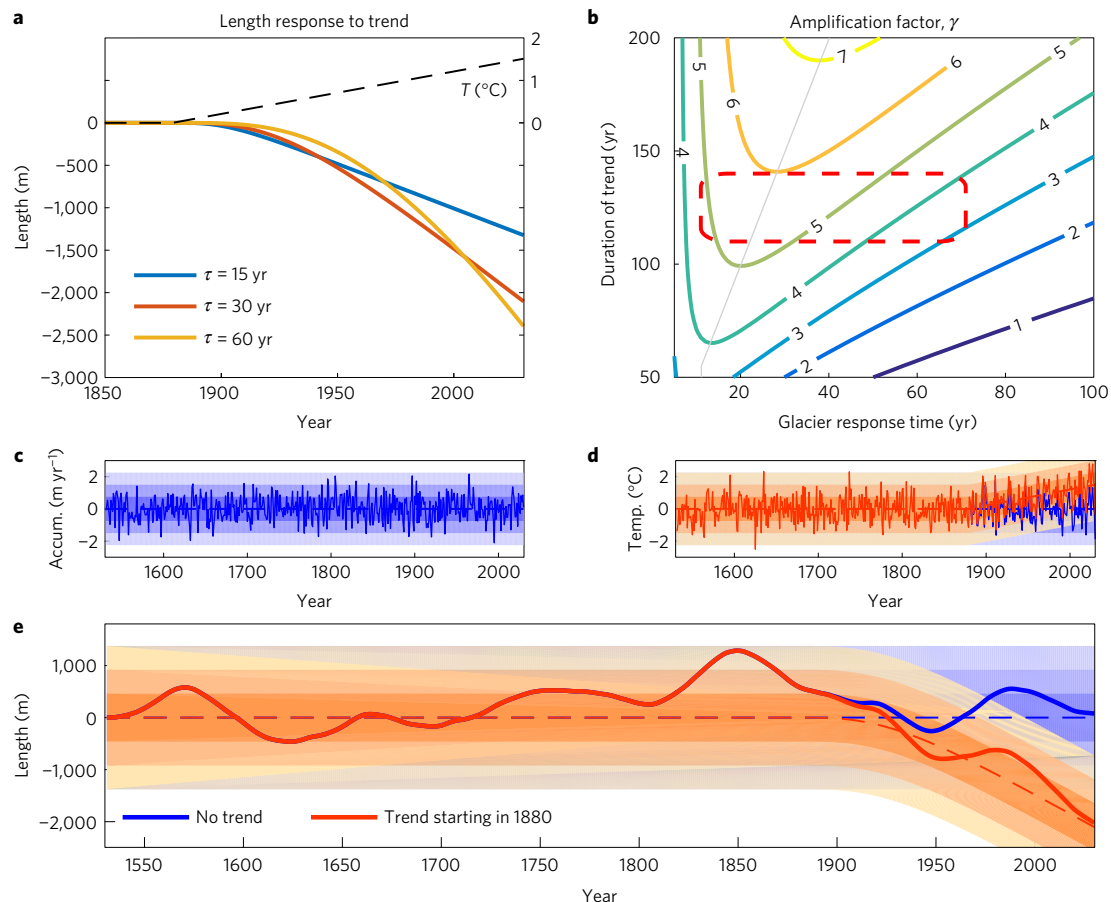 a
Length response to trend
2
1
0
T (°C)
0
−500
−1,000
−1,500
−2,000
−2,500
−3,000
Length (m)
τ = 15 yr
τ = 30 yr
τ = 60 yr
1850
1900
1950
2000
Year
b
Amplification factor, γ
200
150
100
50
Duration of trend (yr)
7
6
6
5
5
5
4
4
4
3
3
2
2
1
20
40
60
80
100
Glacier response time (yr)
c
Accum. (m yr⁻¹)
2
0
−2
1600
1700
1800
1900
2000
Year
d
Temp. (°C)
2
0
−2
1600
1700
1800
1900
2000
Year
e
Length (m)
1,000
0
−1,000
−2,000
No trend
Trend starting in 1880
1550
1600
1650
1700
1750
1800
1850
1900
1950
2000
Year